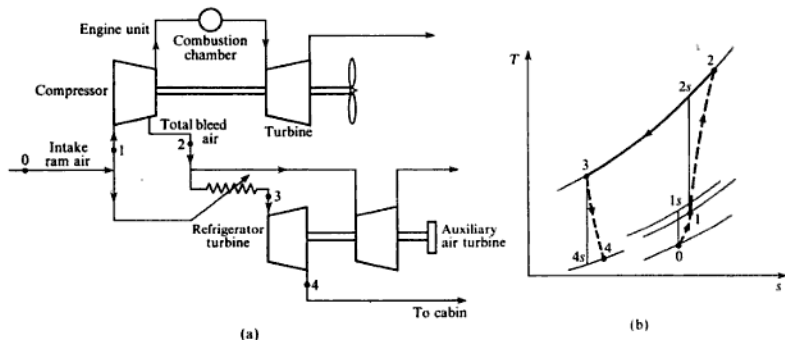 Engine unit
Combustion
chamber
Compressor
Total bleed
air
Turbine
0
Intake
ram air
1
2
3
Refrigerator
turbine
Auxiliary
air turbine
4
To cabin
(a)
T
2
2s
3
1s
1
4s
4
0
s
(b)